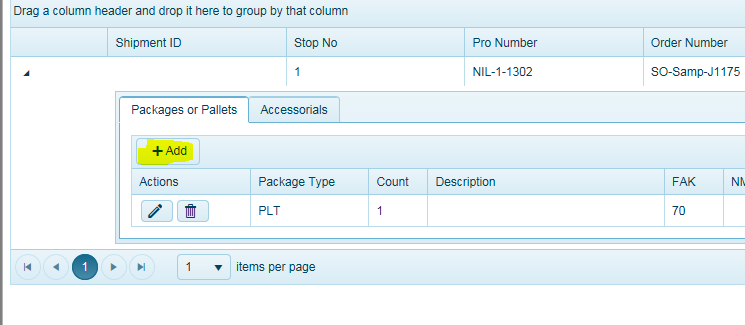 Drag a column header and drop it here to group by that column
Shipment ID Stop No Pro Number Order Number
1 NIL-1-1302 SO-Samp-J1175
Packages or Pallets Accessorials
+ Add
Actions Package Type Count Description FAK
PLT 1 70
1 1 items per page